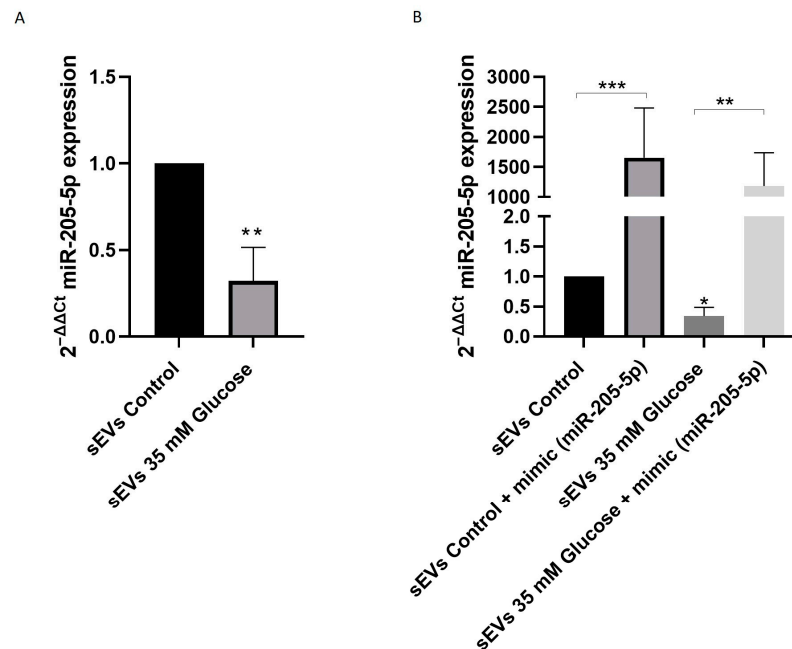 A
2−ΔΔCt miR-205-5p expression
1.5
1.0
0.5
0.0
**
sEVs Control
sEVs 35 mM Glucose
B
2−ΔΔCt miR-205-5p expression
3000
2500
2000
1500
1000
2.0
1.5
1.0
0.5
0.0
***
**
*
sEVs Control
sEVs Control + mimic (miR-205-5p)
sEVs 35 mM Glucose
sEVs 35 mM Glucose + mimic (miR-205-5p)